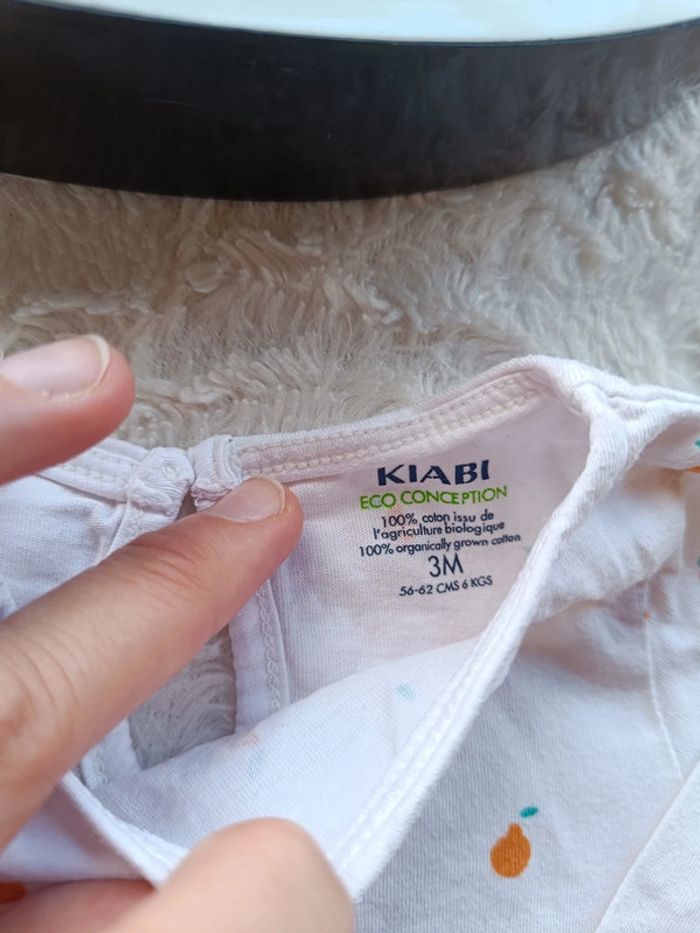 KIABI
ECO CONCEPTION
100% coton issu de
l'agriculture biologique
100% organically grown cotton
3M
56-62 CMS 6 KGS